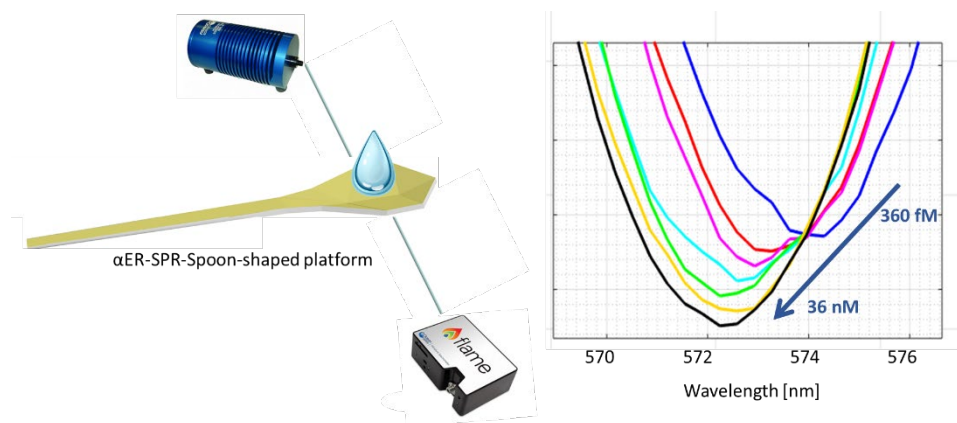 αER-SPR-Spoon-shaped platform
flame
360 fM
36 nM
570 572 574 576
Wavelength [nm]